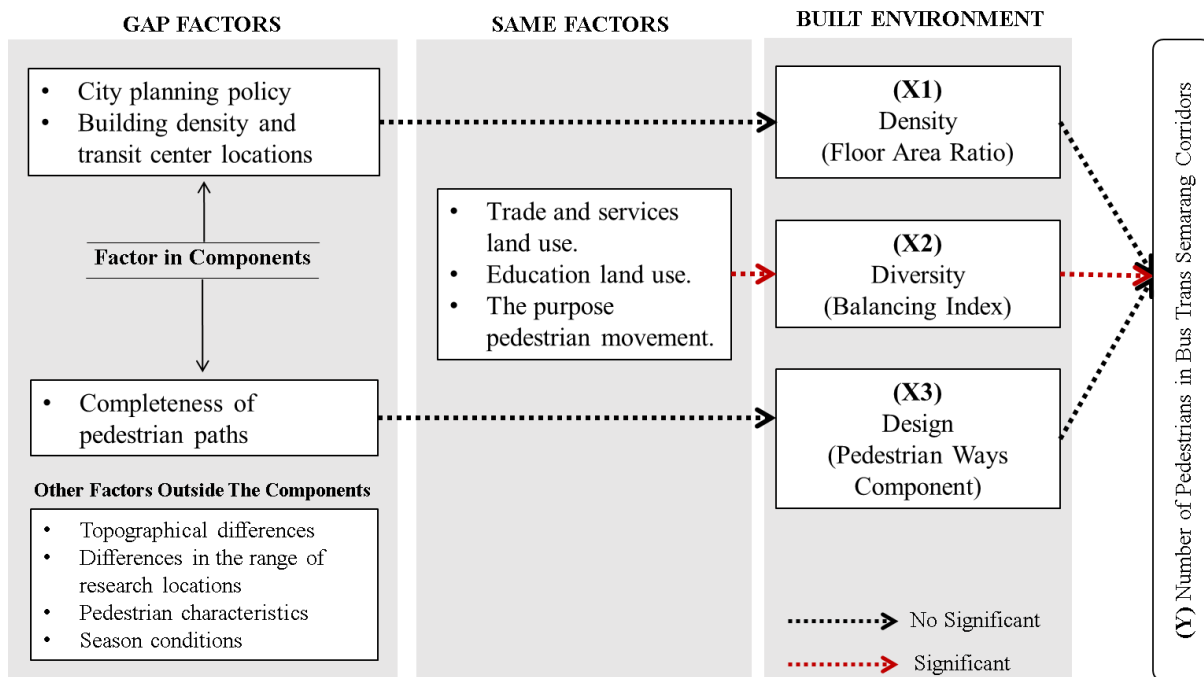 GAP FACTORS
• City planning policy
• Building density and
transit center locations
Factor in Components
• Completeness of
pedestrian paths
Other Factors Outside The Components
• Topographical differences
• Differences in the range of
research locations
• Pedestrian characteristics
• Season conditions
SAME FACTORS
• Trade and services
land use.
• Education land use.
• The purpose
pedestrian movement.
BUILT ENVIRONMENT
(X1)
Density
(Floor Area Ratio)
(X2)
Diversity
(Balancing Index)
(X3)
Design
(Pedestrian Ways
Component)
No Significant
Significant
(Y) Number of Pedestrians in Bus Trans Semarang Corridors